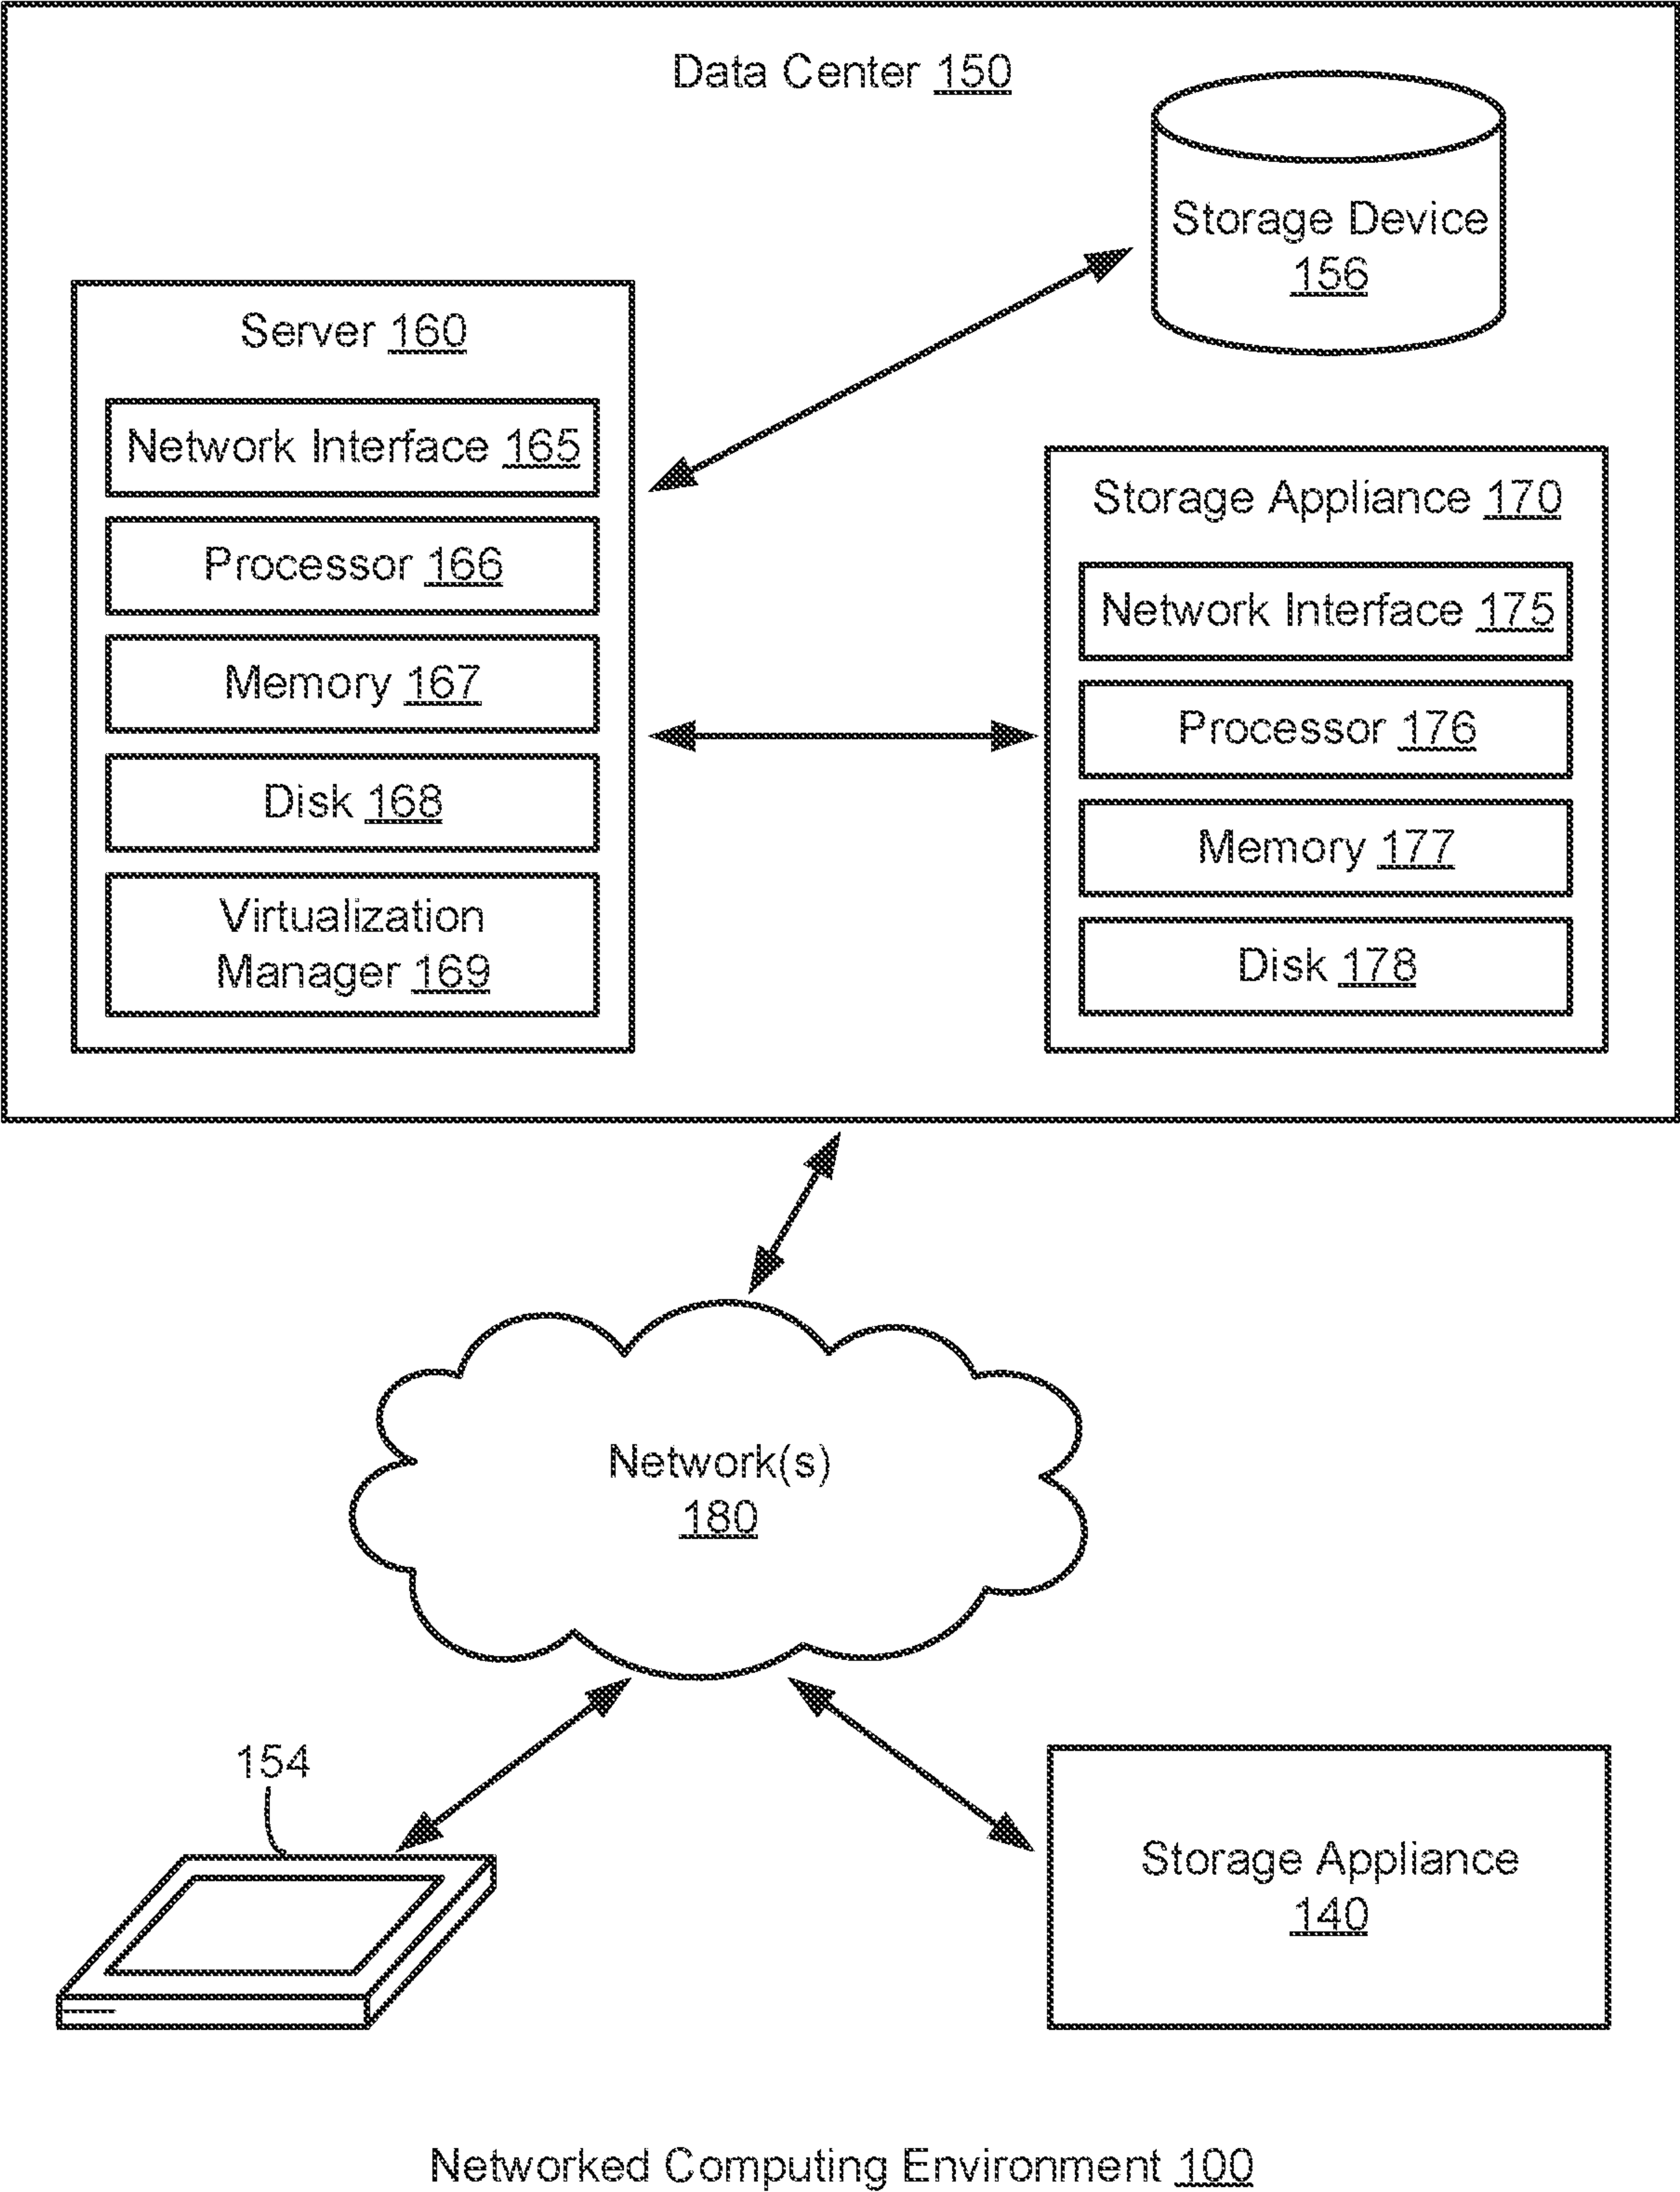 Data Center 150
Storage Device
156
Server 160
Network Interface 165
Processor 166
Memory 167
Disk 168
Virtualization
Manager 169
Storage Appliance 170
Network Interface 175
Processor 176
Memory 177
Disk 178
Network(s)
180
154
Storage Appliance
140
Networked Computing Environment 100